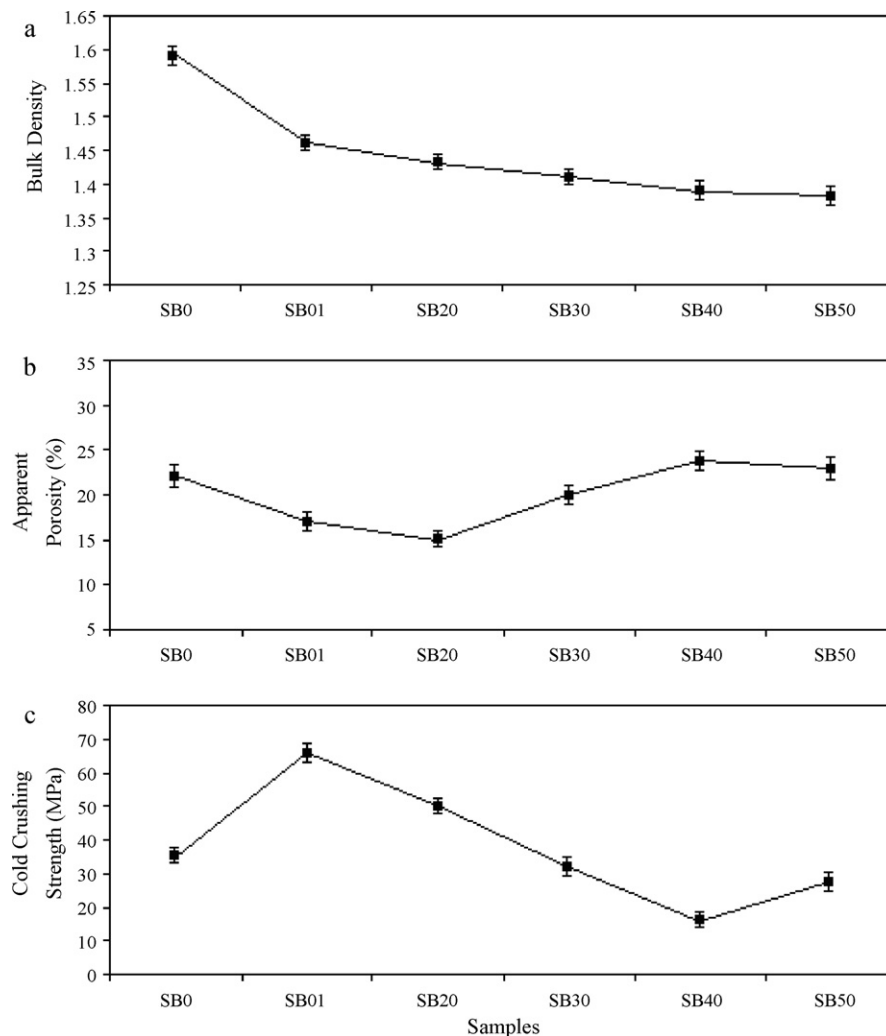 a
Bulk Density
1.65
1.6
1.55
1.5
1.45
1.4
1.35
1.3
1.25
SB0 SB01 SB20 SB30 SB40 SB50
b
Apparent
Porosity (%)
35
30
25
20
15
10
5
SB0 SB01 SB20 SB30 SB40 SB50
c
Cold Crushing
Strength (MPa)
80
70
60
50
40
30
20
10
0
SB0 SB01 SB20 SB30 SB40 SB50
Samples